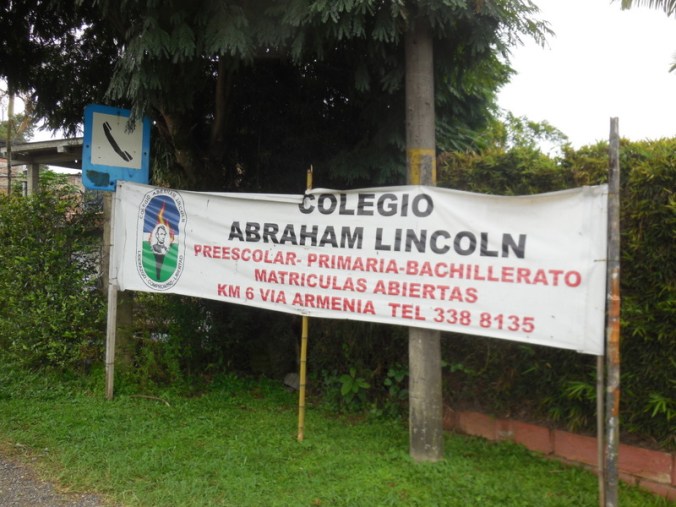 COLEGIO
ABRAHAM LINCOLN
PREESCOLAR- PRIMARIA-BACHILLERATO
MATRICULAS ABIERTAS
KM 6 VIA ARMENIA TEL 338 8135